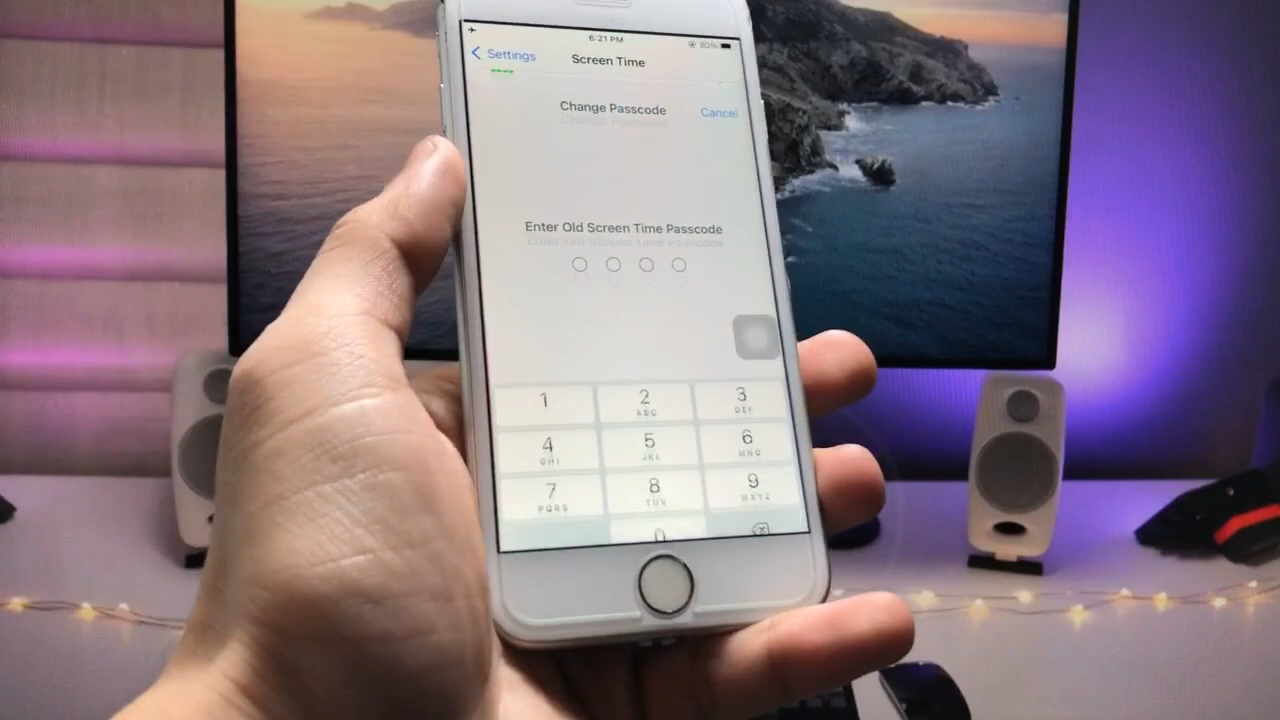 6:21 PM
80%
Settings
Screen Time
Change Passcode
Cancel
Enter Old Screen Time Passcode
1
2
ABC
3
DEF
4
GHI
5
JKL
6
MNO
7
PQRS
8
TUV
9
WXYZ
0